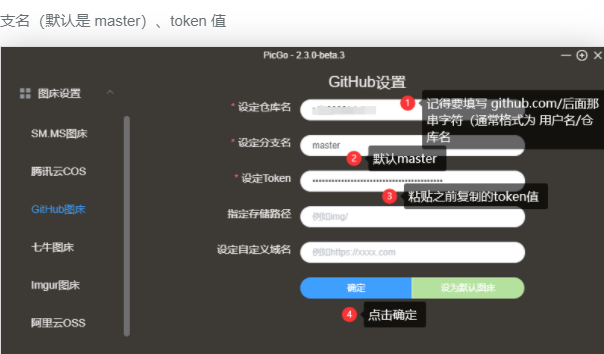 支名（默认是 master）、token 值
PicGo - 2.3.0-beta.3
图床设置
SM.MS图床
腾讯云COS
GitHub图床
七牛图床
Imgur图床
阿里云OSS
GitHub设置
* 设定仓库名
1 记得要填写 github.com/后面那
串字符（通常格式为 用户名/仓
库名
* 设定分支名
master
2 默认master
* 设定Token
3 粘贴之前复制的token值
指定存储路径
例如img/
设定自定义域名
例如https://xxxx.com
确定
设为默认图床
4 点击确定